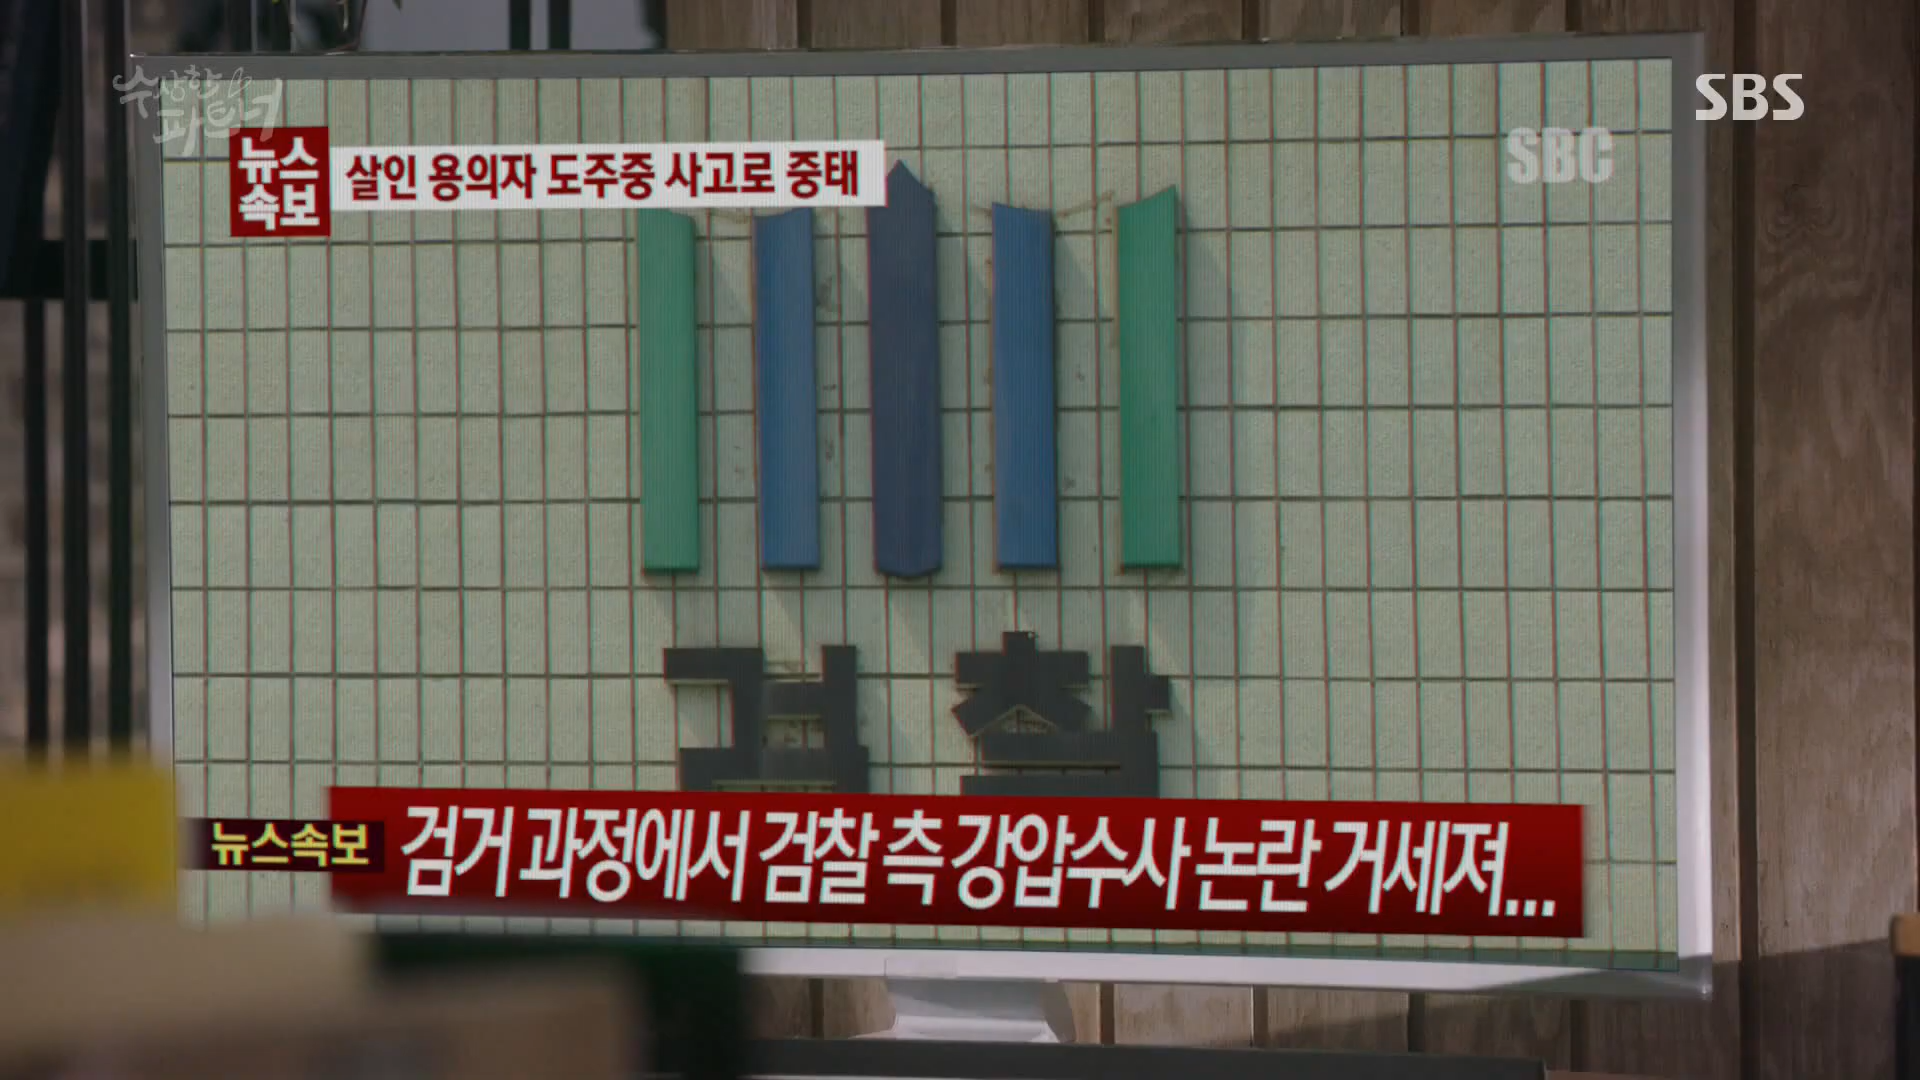 수상한
파트너
SBS
SBC
뉴스
속보
살인 용의자 도주중 사고로 중태
검찰
뉴스속보
검거 과정에서 검찰 측 강압수사 논란 거세져...